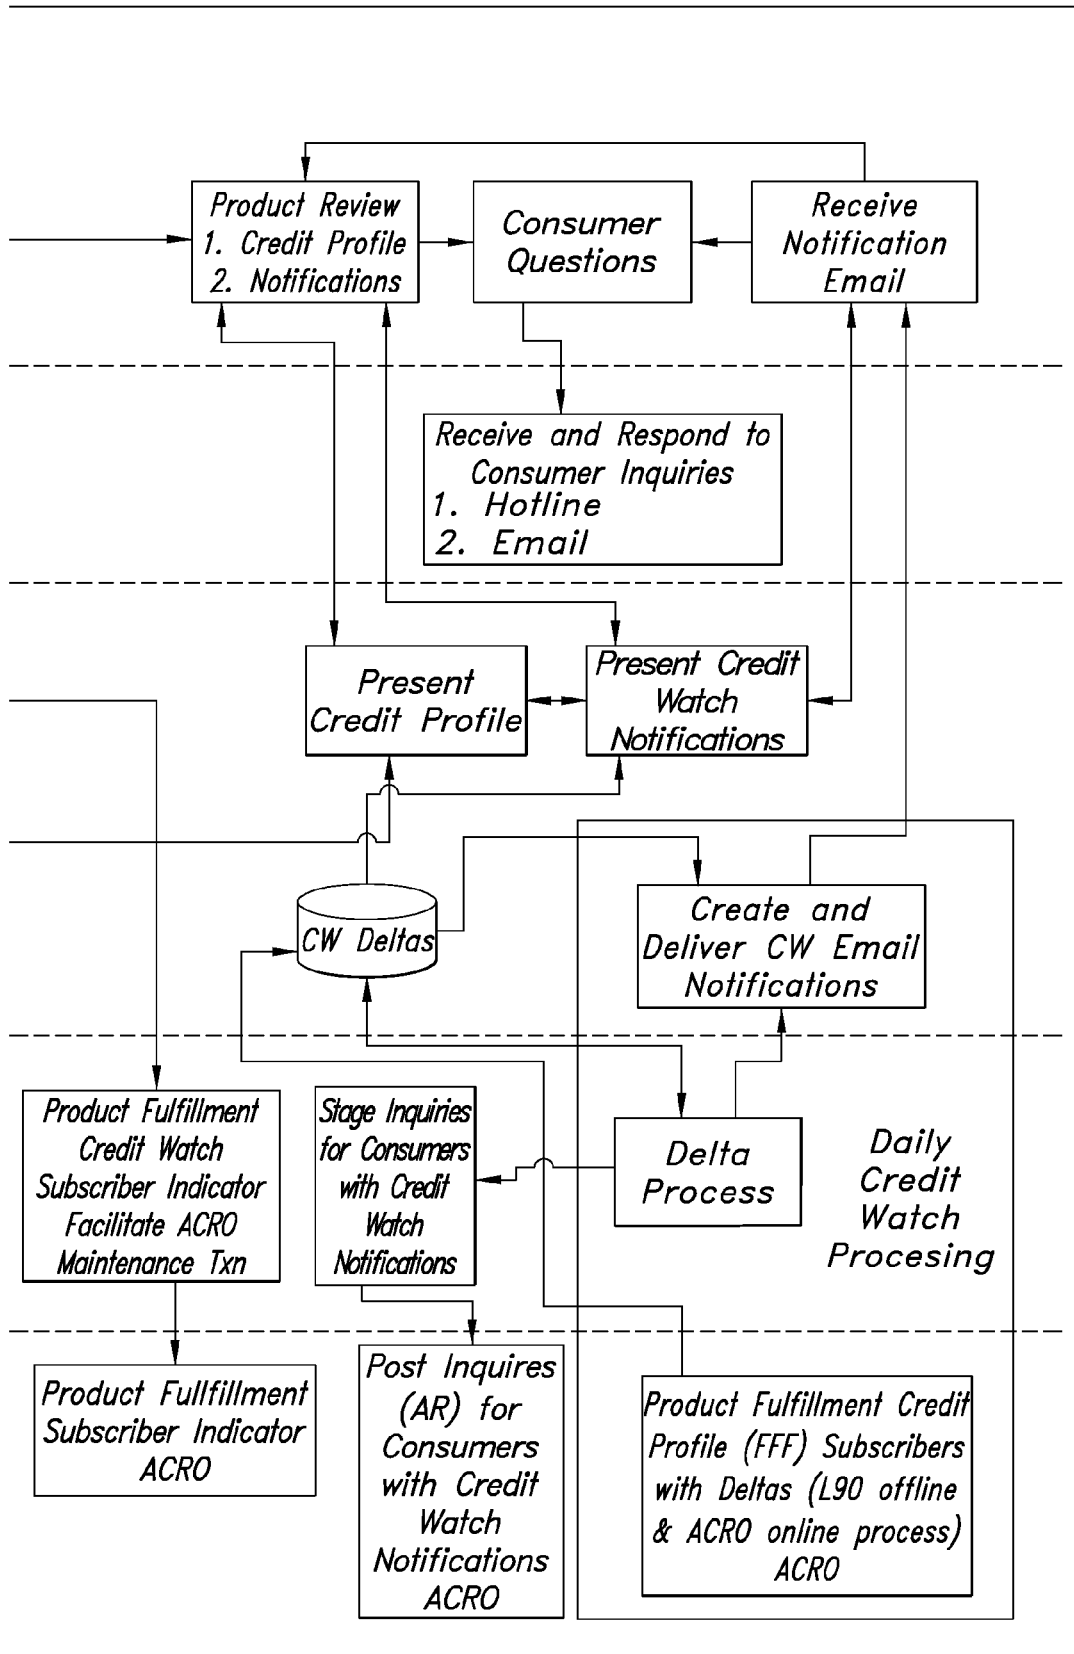 Product Review
1. Credit Profile
2. Notifications
Consumer
Questions
Receive
Notification
Email
Receive and Respond to
Consumer Inquiries
1. Hotline
2. Email
Present
Credit Profile
Present Credit
Watch
Notifications
CW Deltas
Create and
Deliver CW Email
Notifications
Product Fulfillment
Credit Watch
Subscriber Indicator
Facilitate ACRO
Maintenance Txn
Stage Inquiries
for Consumers
with Credit
Watch
Notifications
Delta
Process
Daily
Credit
Watch
Procesing
Product Fullfillment
Subscriber Indicator
ACRO
Post Inquires
(AR) for
Consumers
with Credit
Watch
Notifications
ACRO
Product Fulfillment Credit
Profile (FFF) Subscribers
with Deltas (L90 offline
& ACRO online process)
ACRO